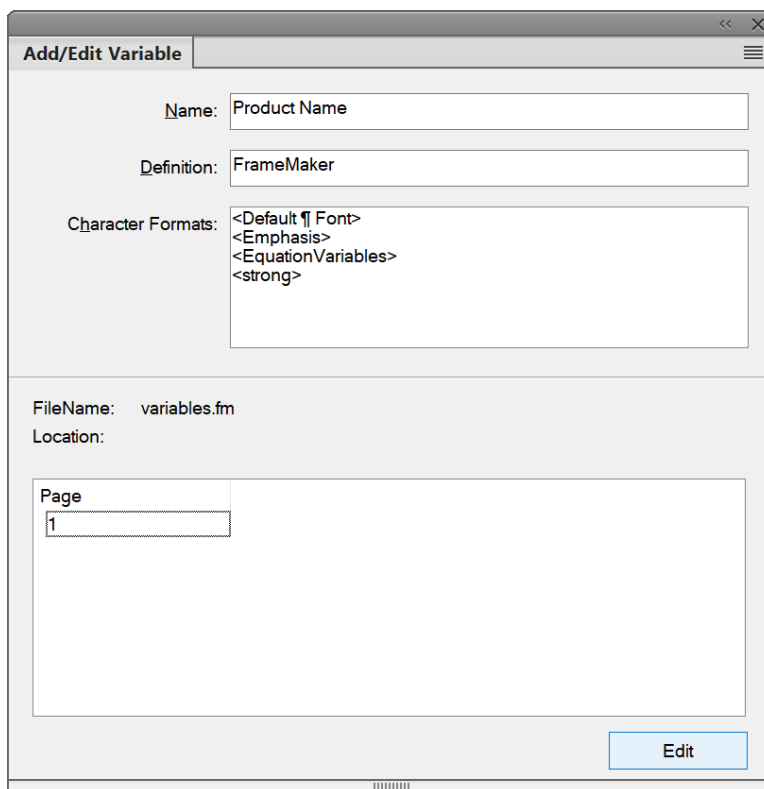 Add/Edit Variable
Name: Product Name
Definition: FrameMaker
Character Formats: <Default ¶ Font>
<Emphasis>
<EquationVariables>
<strong>
FileName: variables.fm
Location:
Page
1
Edit